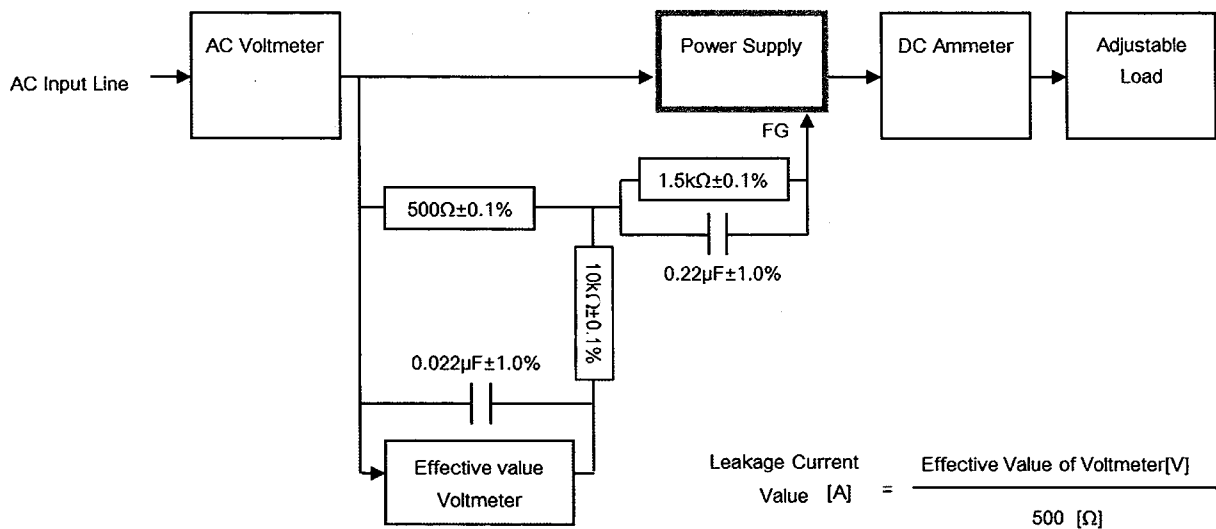 AC Voltmeter
Power Supply
DC Ammeter
Adjustable
Load
AC Input Line
FG
1.5kΩ±0.1%
500Ω±0.1%
10kΩ±0.1%
0.22µF±1.0%
0.022µF±1.0%
Effective value
Voltmeter
Leakage Current
Value [A] = Effective Value of Voltmeter[V]
500 [Ω]